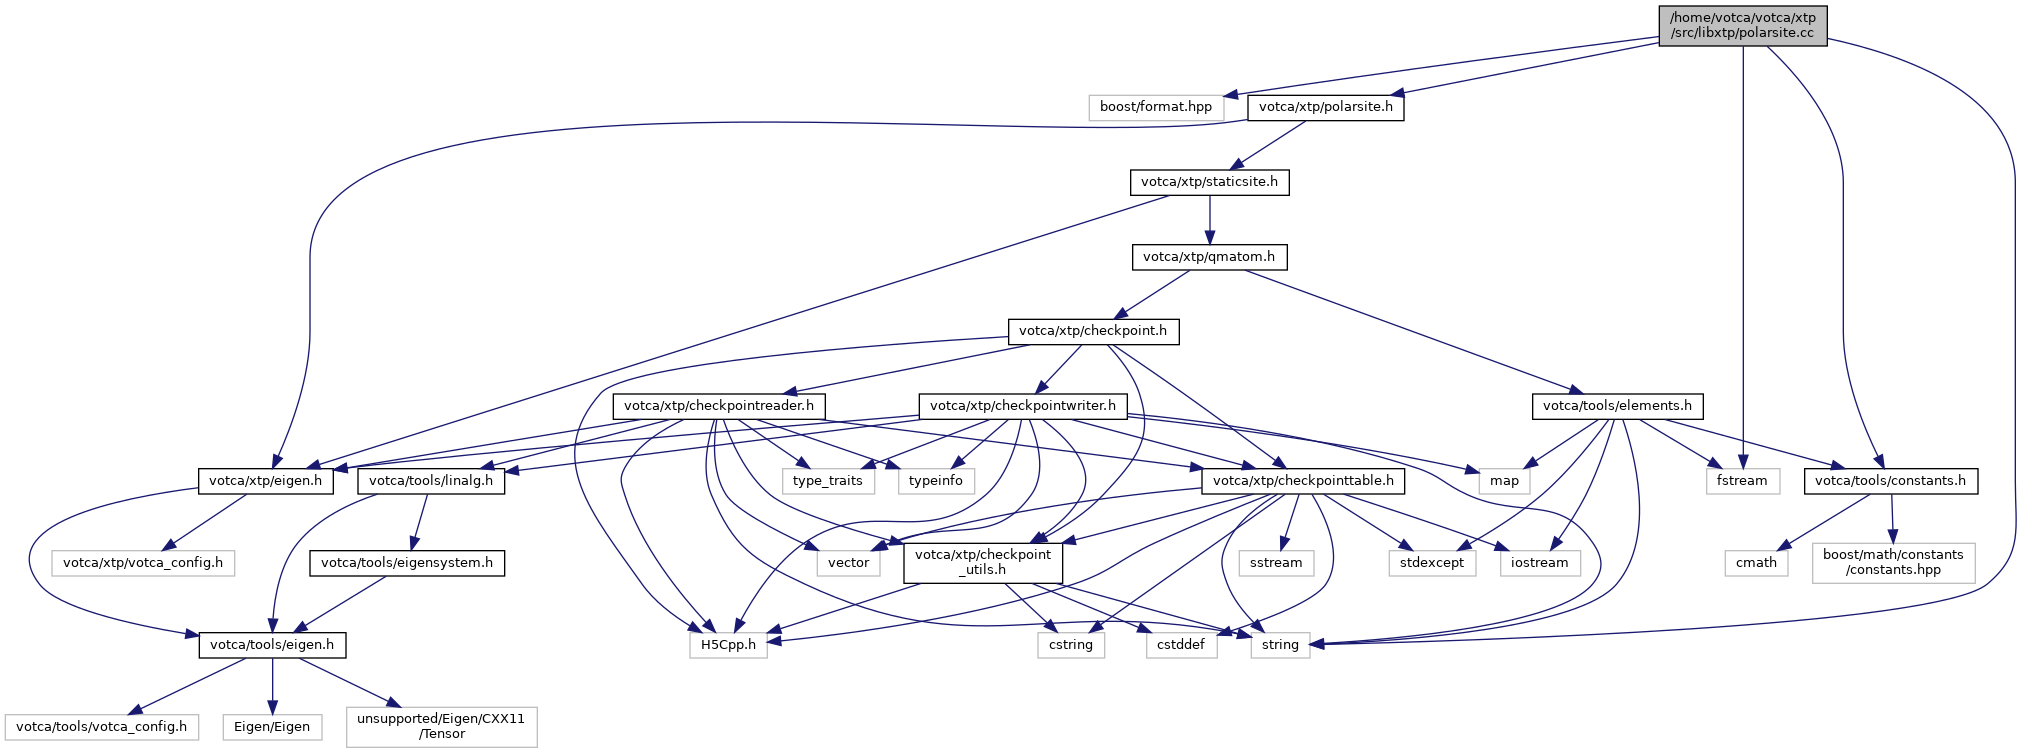 /home/votca/votca/xtp
/src/libxtp/polarsite.cc
boost/format.hpp
votca/xtp/polarsite.h
votca/xtp/staticsite.h
votca/xtp/qmatom.h
votca/xtp/checkpoint.h
votca/xtp/checkpointreader.h
votca/xtp/checkpointwriter.h
votca/tools/elements.h
votca/xtp/eigen.h
votca/tools/linalg.h
type_traits
typeinfo
votca/xtp/checkpointtable.h
map
fstream
votca/tools/constants.h
votca/xtp/votca_config.h
votca/tools/eigensystem.h
vector
votca/xtp/checkpoint
_utils.h
sstream
stdexcept
iostream
cmath
boost/math/constants
/constants.hpp
votca/tools/eigen.h
H5Cpp.h
cstring
cstddef
string
votca/tools/votca_config.h
Eigen/Eigen
unsupported/Eigen/CXX11
/Tensor